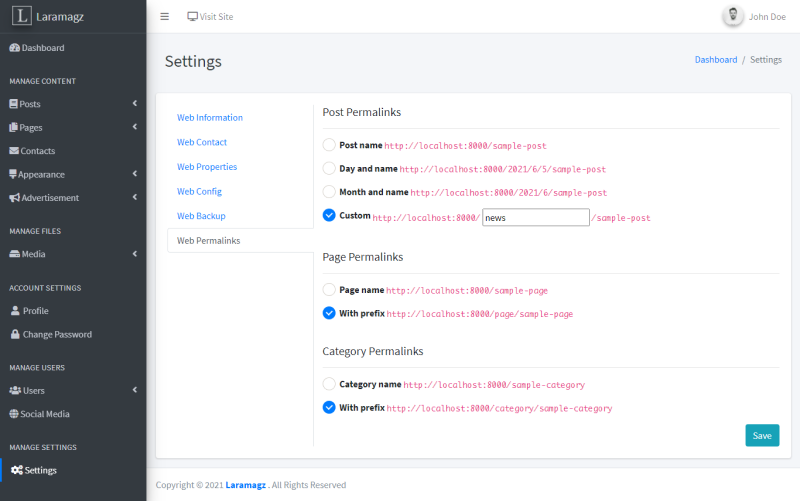 L Laramagz
Visit Site
John Doe
Dashboard
MANAGE CONTENT
Posts
Pages
Contacts
Appearance
Advertisement
MANAGE FILES
Media
ACCOUNT SETTINGS
Profile
Change Password
MANAGE USERS
Users
Social Media
MANAGE SETTINGS
Settings
Settings
Dashboard / Settings
Web Information
Web Contact
Web Properties
Web Config
Web Backup
Web Permalinks
Post Permalinks
Post name http://localhost:8000/sample-post
Day and name http://localhost:8000/2021/6/5/sample-post
Month and name http://localhost:8000/2021/6/sample-post
Custom http://localhost:8000/ news /sample-post
Page Permalinks
Page name http://localhost:8000/sample-page
With prefix http://localhost:8000/page/sample-page
Category Permalinks
Category name http://localhost:8000/sample-category
With prefix http://localhost:8000/category/sample-category
Save
Copyright © 2021 Laramagz . All Rights Reserved